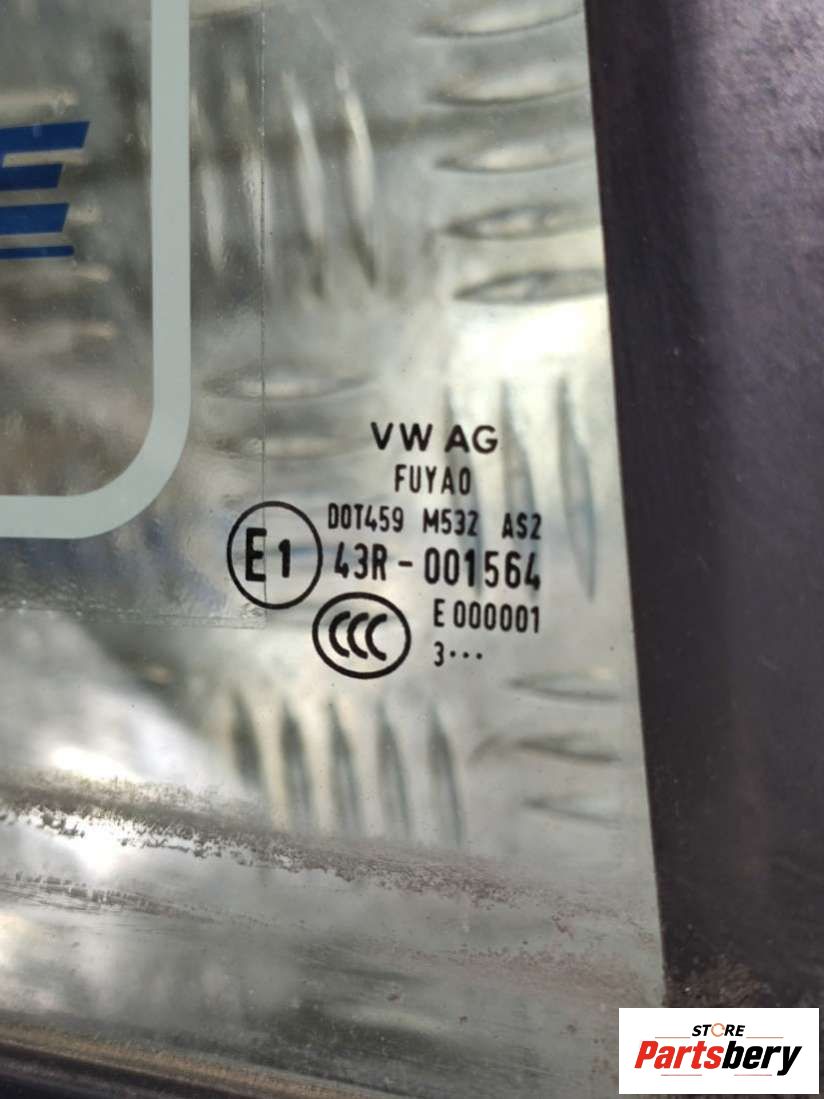 E
VW AG
FUYAO
DOT459 M532 AS2
E1 43R-001564
CCC E 000001
3•••
STORE
Partsbery